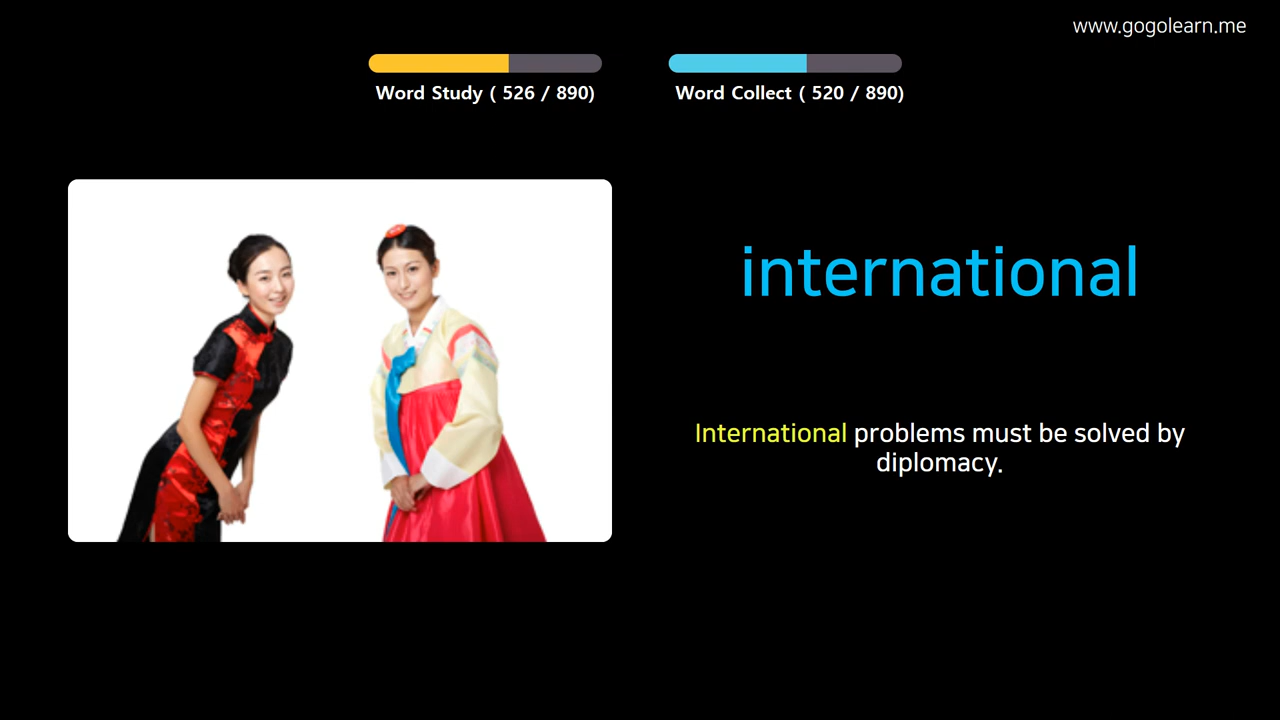 www.gogolearn.me
Word Study ( 526 / 890)
Word Collect ( 520 / 890)
international
International problems must be solved by
diplomacy.